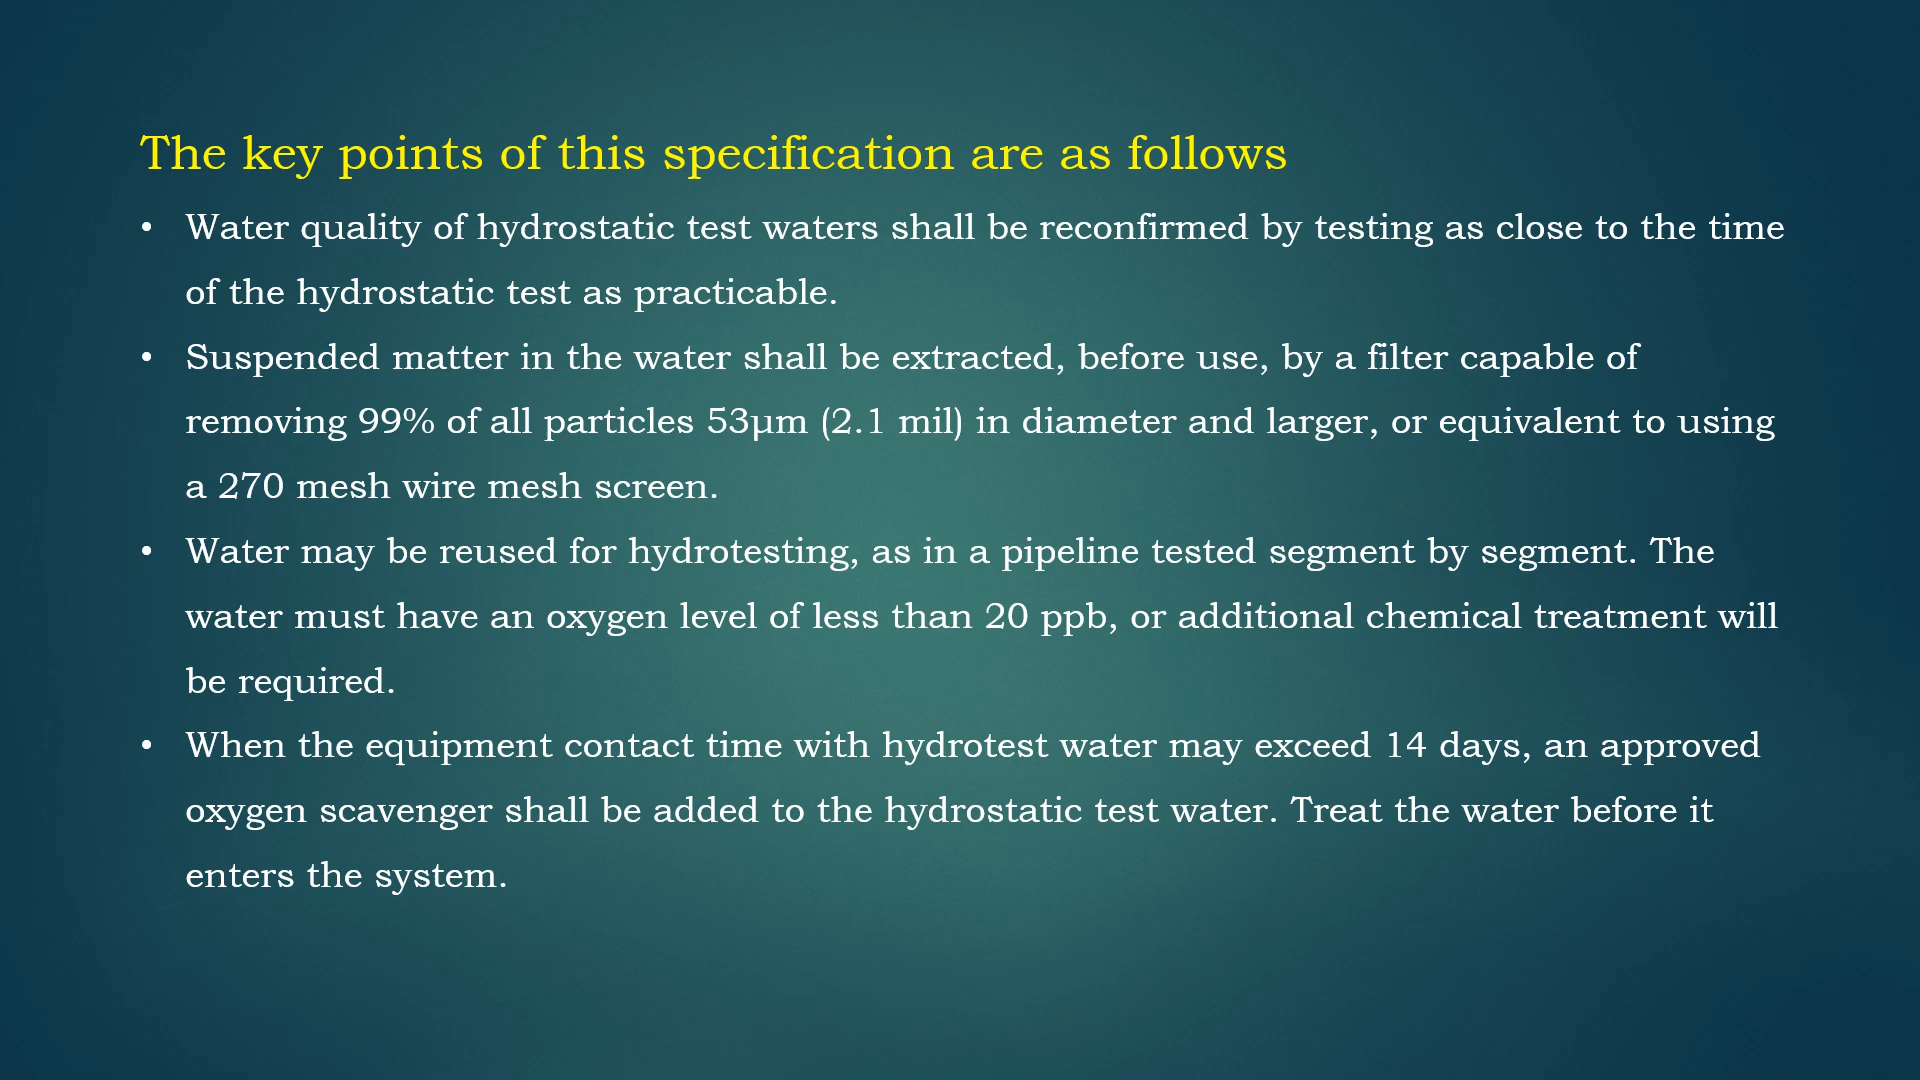 The key points of this specification are as follows
• Water quality of hydrostatic test waters shall be reconfirmed by testing as close to the time
of the hydrostatic test as practicable.
• Suspended matter in the water shall be extracted, before use, by a filter capable of
removing 99% of all particles 53µm (2.1 mil) in diameter and larger, or equivalent to using
a 270 mesh wire mesh screen.
• Water may be reused for hydrotesting, as in a pipeline tested segment by segment. The
water must have an oxygen level of less than 20 ppb, or additional chemical treatment will
be required.
• When the equipment contact time with hydrotest water may exceed 14 days, an approved
oxygen scavenger shall be added to the hydrostatic test water. Treat the water before it
enters the system.